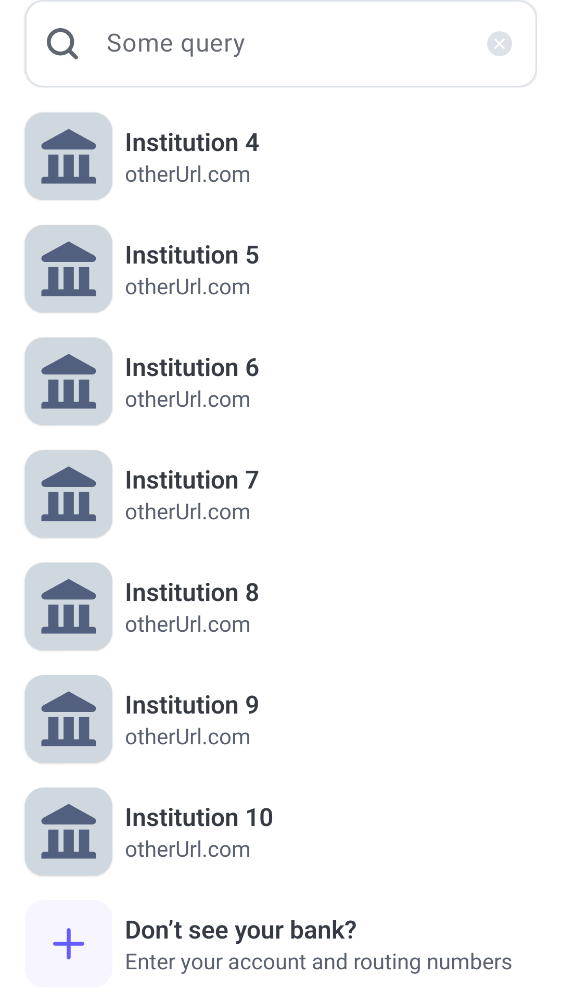 Some query
Institution 4
otherUrl.com
Institution 5
otherUrl.com
Institution 6
otherUrl.com
Institution 7
otherUrl.com
Institution 8
otherUrl.com
Institution 9
otherUrl.com
Institution 10
otherUrl.com
Don’t see your bank?
Enter your account and routing numbers